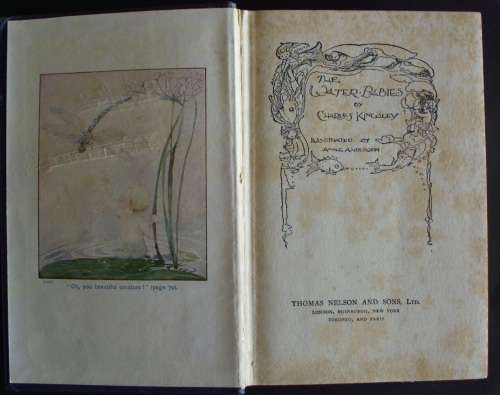 "Oh, you beautiful creature!" (page 79).
THE
WATER-BABIES
BY
CHARLES KINGSLEY
ILLUSTRATED BY
ANNE ANDERSON
THOMAS NELSON AND SONS, LTD.
LONDON, EDINBURGH, NEW YORK
TORONTO, AND PARIS